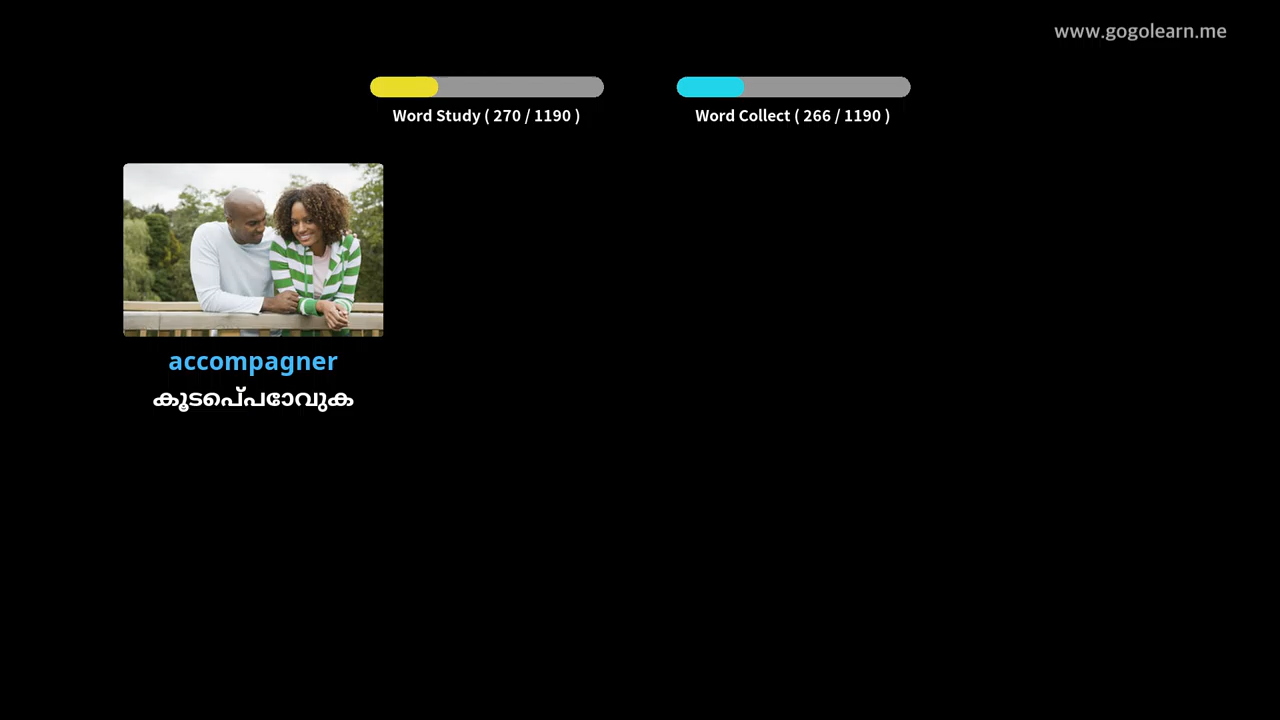 www.gogolearn.me
Word Study ( 270 / 1190 )
Word Collect ( 266 / 1190 )
accompagner
കൂടപ്പോവുക